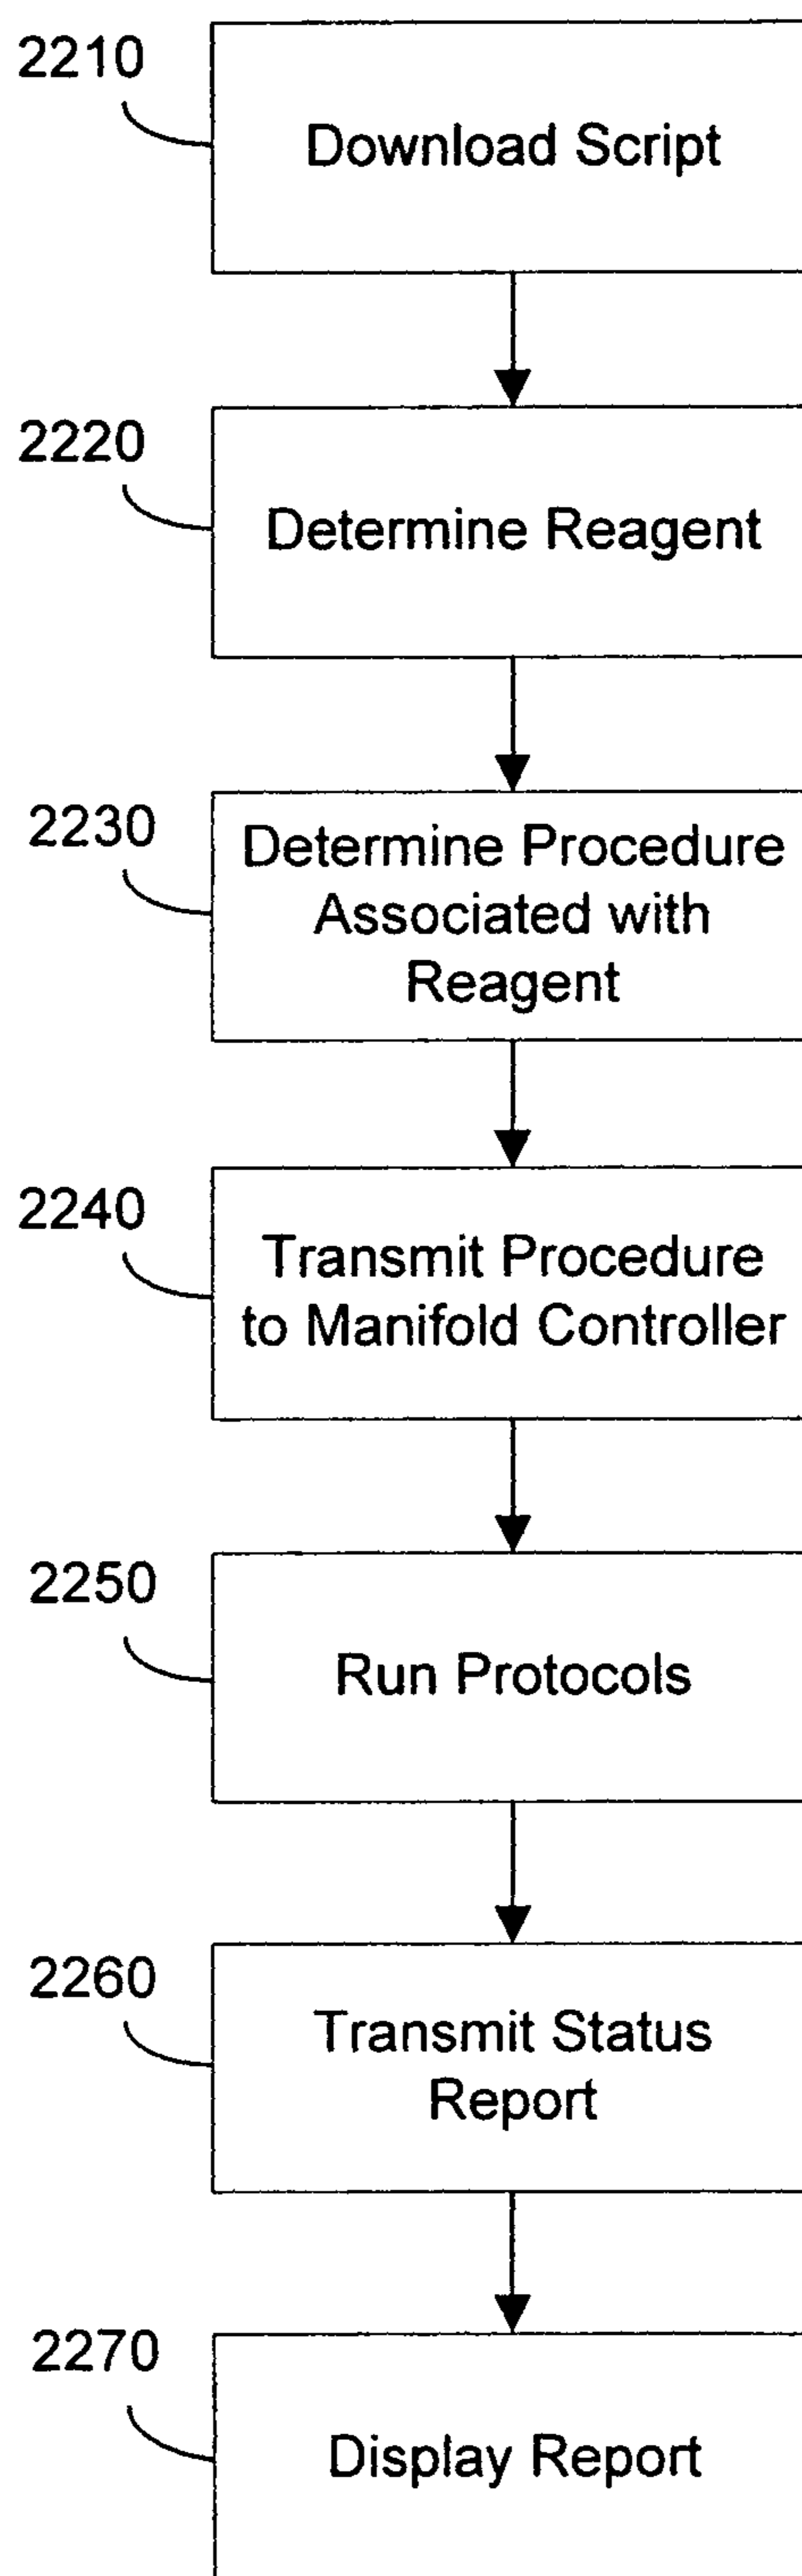 2210
Download Script
2220
Determine Reagent
2230
Determine Procedure
Associated with
Reagent
2240
Transmit Procedure
to Manifold Controller
2250
Run Protocols
2260
Transmit Status
Report
2270
Display Report